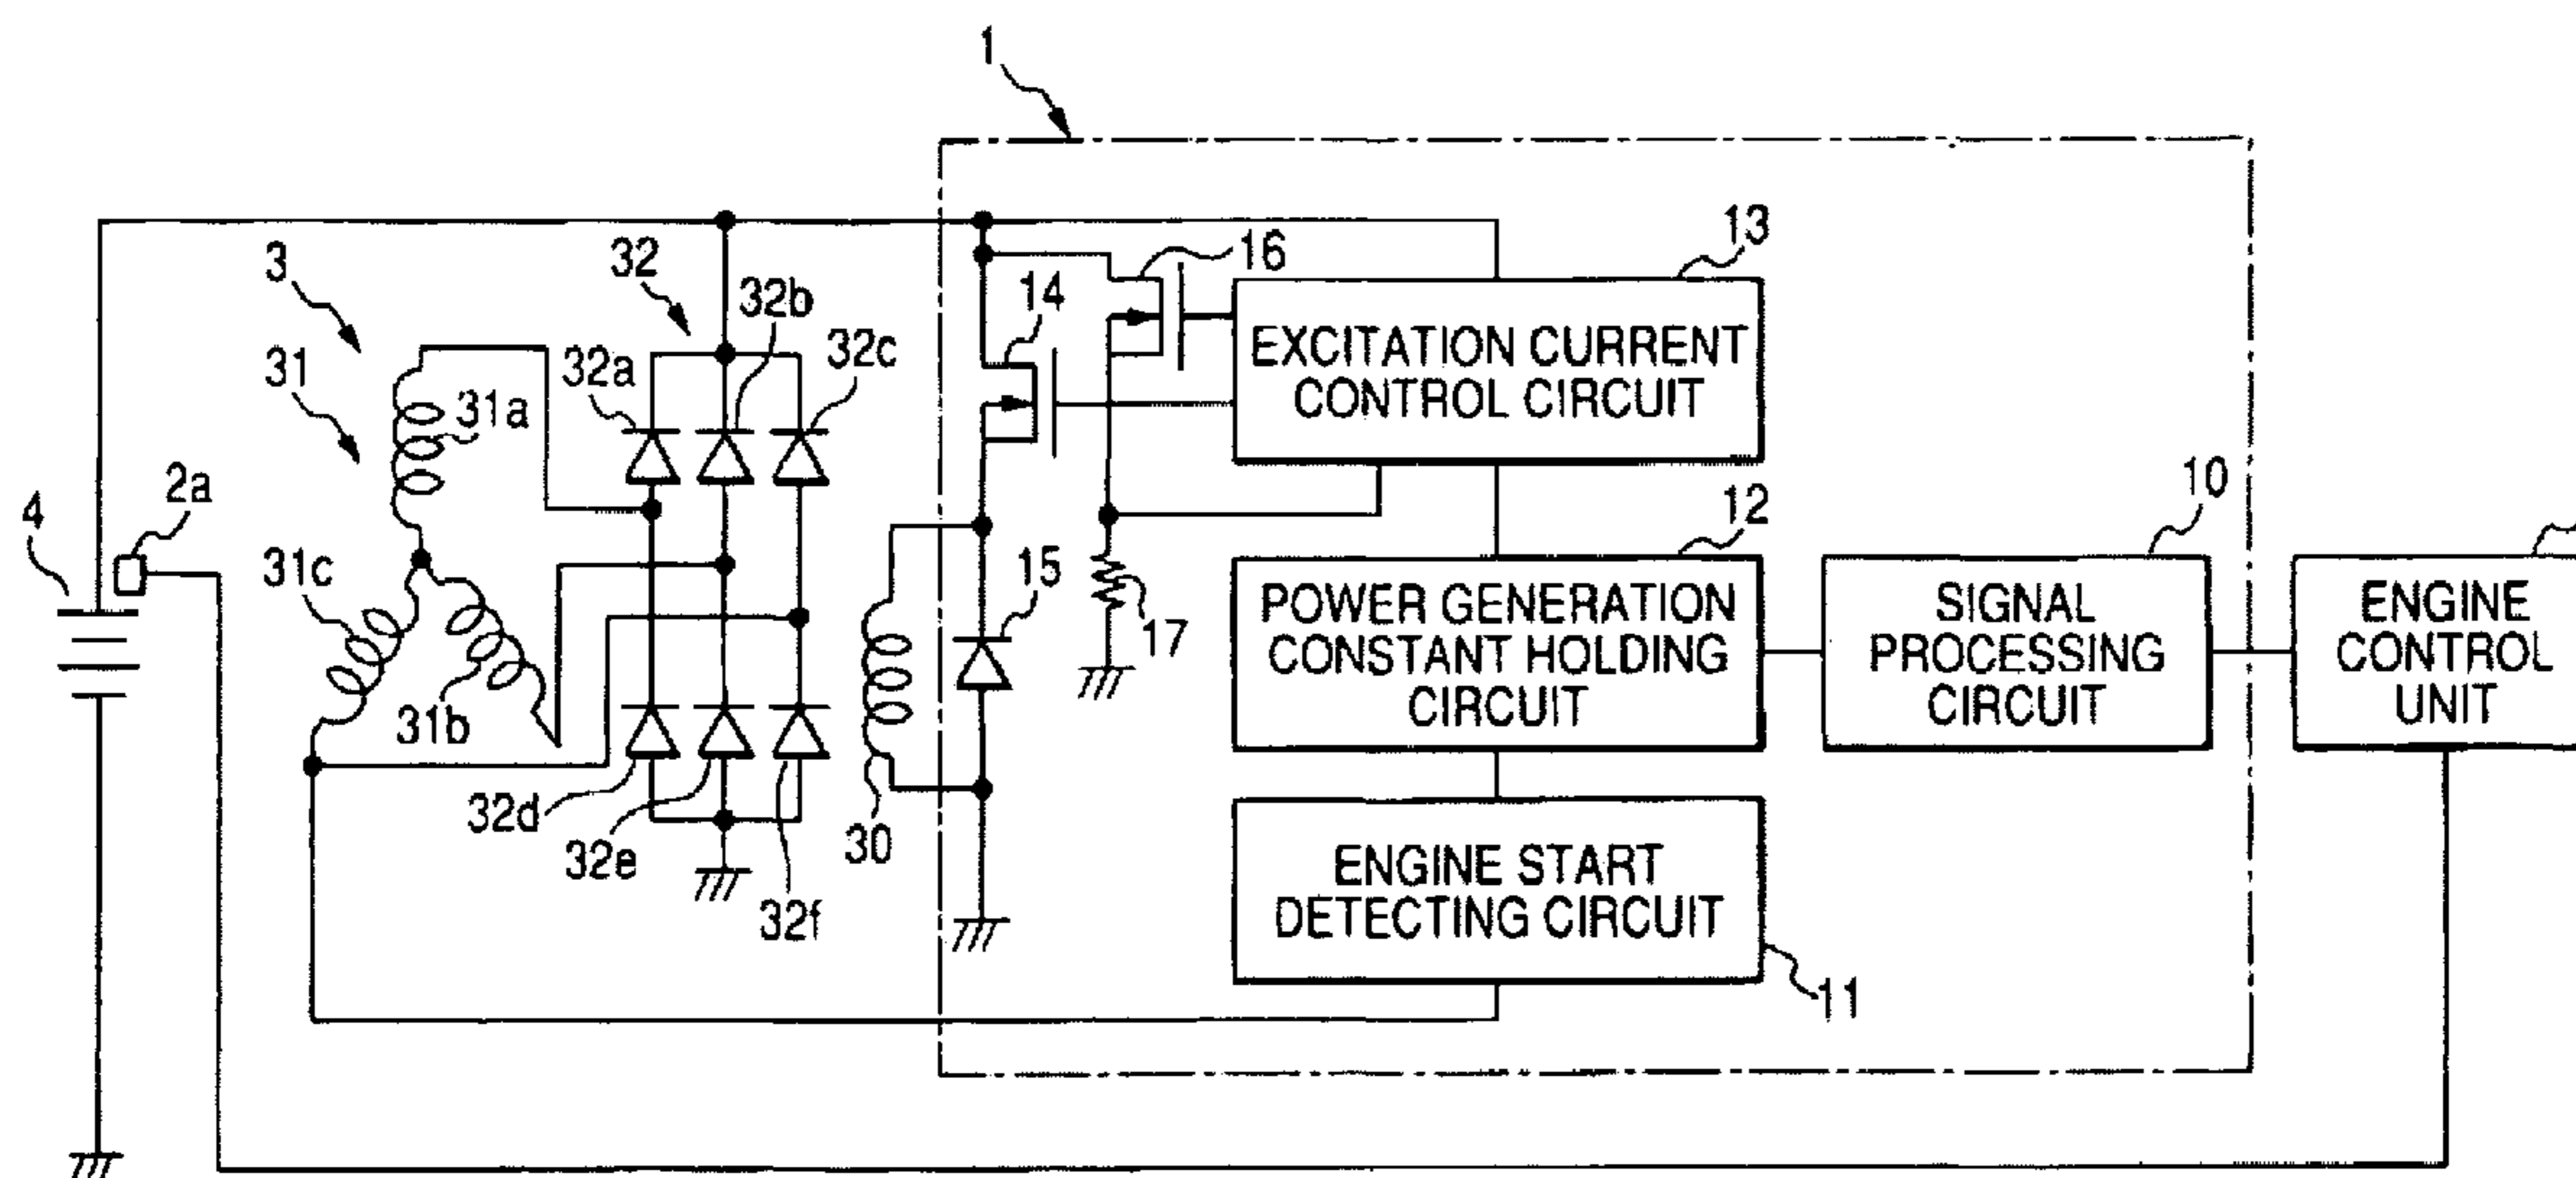 1
3
31
31a
31b
31c
32
32a
32b
32c
32d
32e
32f
2a
4
30
14
15
16
17
13
EXCITATION CURRENT
CONTROL CIRCUIT
12
POWER GENERATION
CONSTANT HOLDING
CIRCUIT
10
SIGNAL
PROCESSING
CIRCUIT
ENGINE
CONTROL
UNIT
ENGINE START
DETECTING CIRCUIT
11